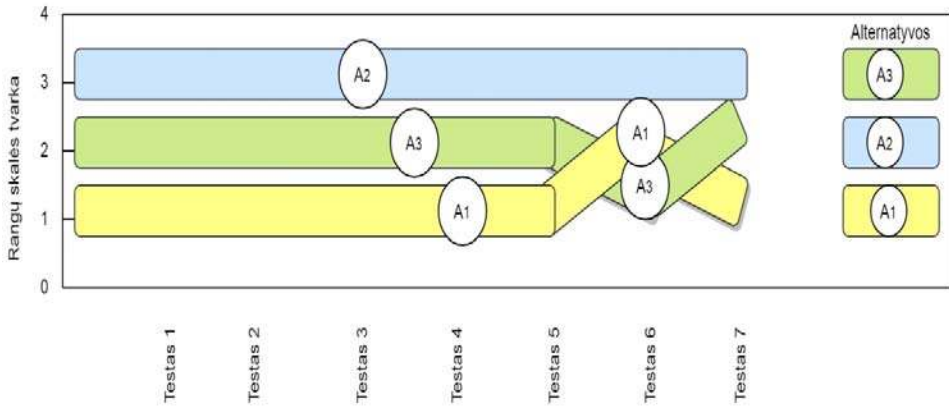 4
3
2
1
0
Rangų skalės tvarka
A2
A3
A1
A1
A3
Alternatyvos
A3
A2
A1
Testas 1
Testas 2
Testas 3
Testas 4
Testas 5
Testas 6
Testas 7